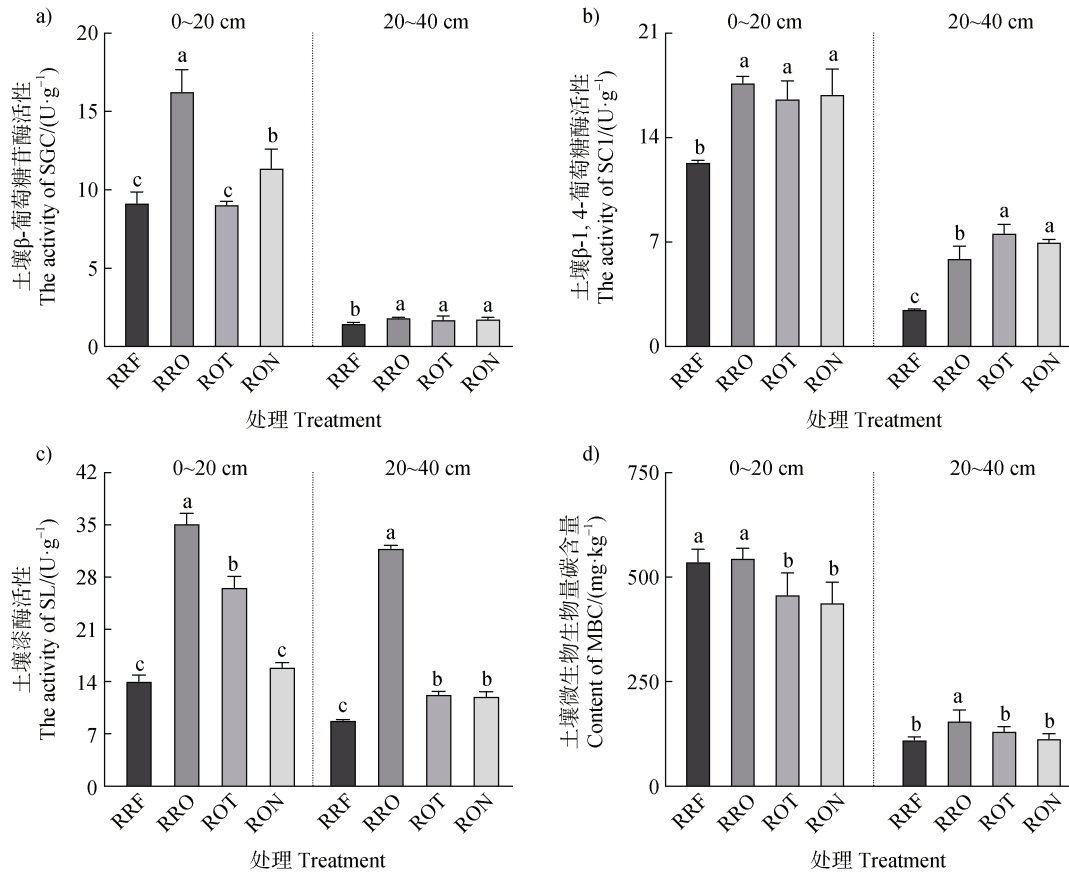 a)
0~20 cm
20~40 cm
土壤β-葡萄糖苷酶活性
The activity of SGC/(U·g⁻¹)
20
15
10
5
0
c
a
c
b
b
a
a
a
RRF
RRO
ROT
RON
RRF
RRO
ROT
RON
处理 Treatment
b)
0~20 cm
20~40 cm
土壤β-1, 4-葡萄糖酶活性
The activity of SC1/(U·g⁻¹)
21
14
7
0
b
a
a
a
c
b
a
a
RRF
RRO
ROT
RON
RRF
RRO
ROT
RON
处理 Treatment
c)
0~20 cm
20~40 cm
土壤漆酶活性
The activity of SL/(U·g⁻¹)
42
35
28
21
14
7
0
c
a
b
c
c
a
b
b
RRF
RRO
ROT
RON
RRF
RRO
ROT
RON
处理 Treatment
d)
0~20 cm
20~40 cm
土壤微生物生物量碳含量
Content of MBC/(mg·kg⁻¹)
750
500
250
0
a
a
b
b
b
a
b
b
RRF
RRO
ROT
RON
RRF
RRO
ROT
RON
处理 Treatment